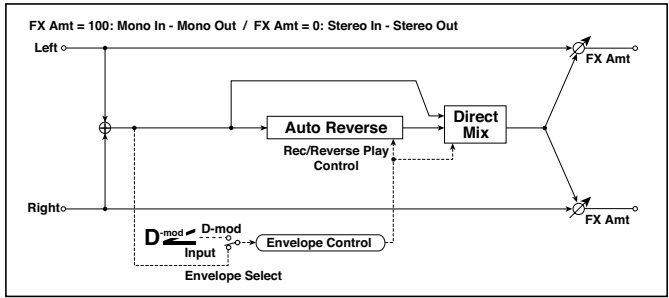 FX Amt = 100: Mono In - Mono Out / FX Amt = 0: Stereo In - Stereo Out
Left
FX Amt
Auto Reverse
Direct
Mix
Rec/Reverse Play
Control
Right
FX Amt
D-mod
D-mod
Input
Envelope Control
Envelope Select